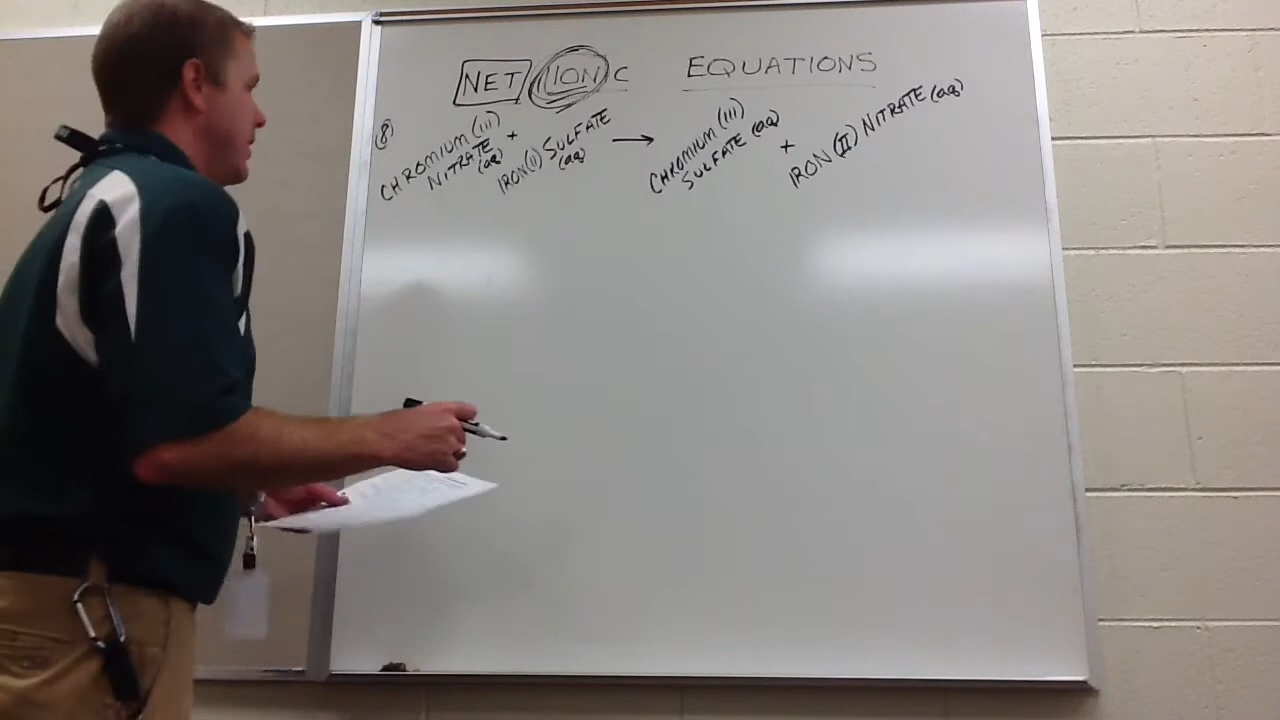 NET IONIC EQUATIONS
(8) CHROMIUM (III) NITRATE (aq) + IRON(II) SULFATE (aq) → CHROMIUM (III) SULFATE (aq) + IRON (II) NITRATE (aq)